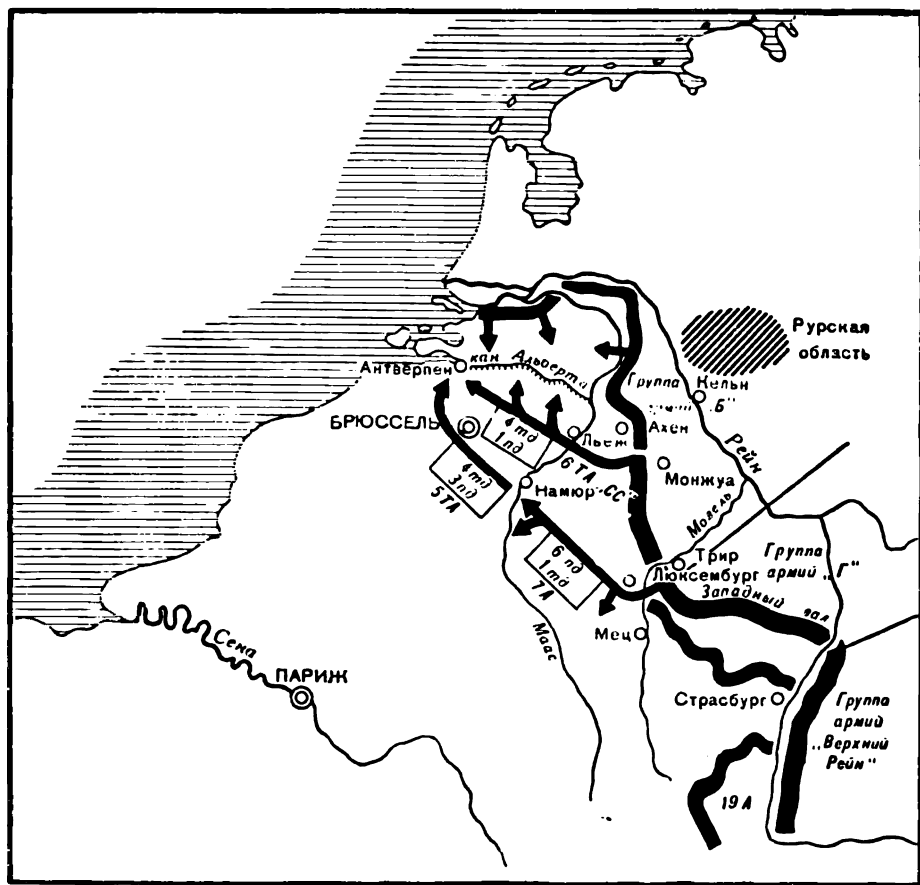 Рурская
область
Антверпен
кан Альберта
Группа
армий
„Б"
Кельн
БРЮССЕЛЬ
4 тд
1 пд
Льеж
Ахен
Рейн
6 ТА „СС"
4 тд
3 пд
5 ТА
Намюр
Монжуа
Мозель
6 пд
1 тд
7 А
Трир
Люксембург
Группа
армий „Г"
Западный вал
Маас
Мец
Сена
ПАРИЖ
Страсбург
Группа
армий
„Верхний
Рейн"
19 А